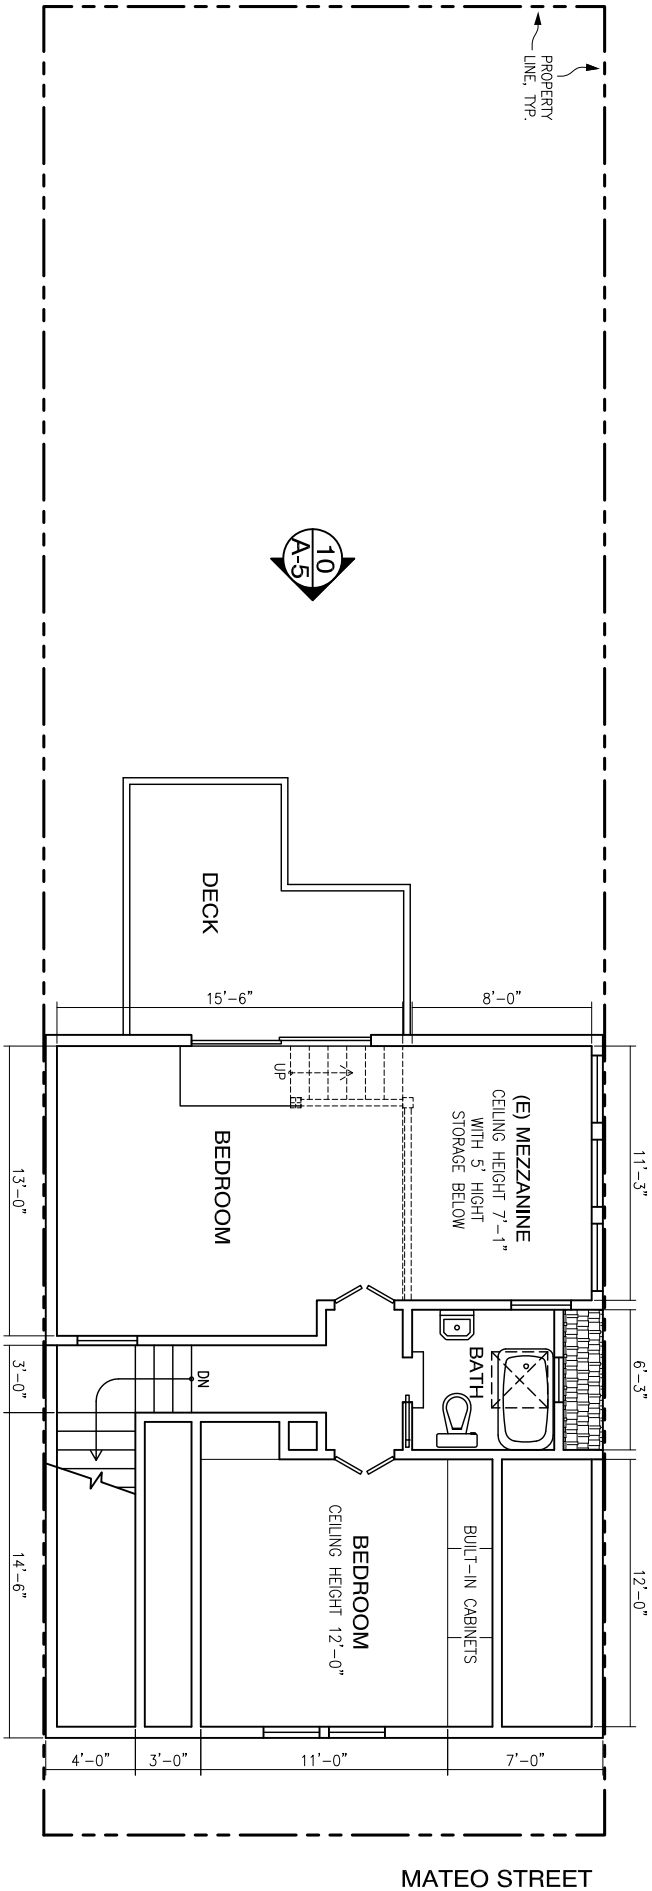 PROPERTY
LINE, TYP.
10
A-5
DECK
15'-6"
8'-0"
UP
(E) MEZZANINE
CEILING HEIGHT 7'-1"
WITH 5' HIGHT
STORAGE BELOW
11'-3"
BEDROOM
13'-0"
BATH
6'-3"
3'-0"
DN
BEDROOM
CEILING HEIGHT 12'-0"
BUILT-IN CABINETS
12'-0"
14'-6"
4'-0"
3'-0"
11'-0"
7'-0"
MATEO STREET